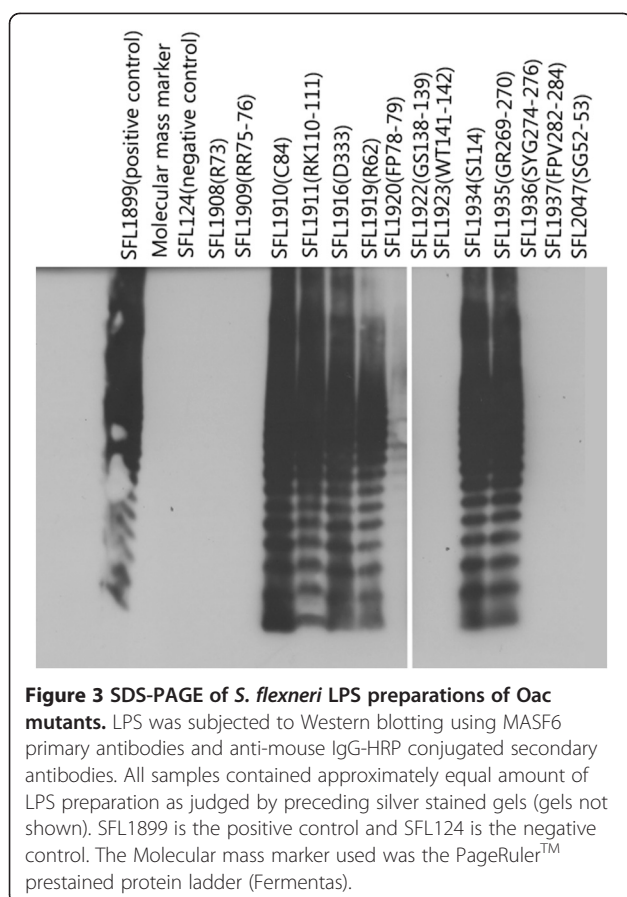 SFL1899(positive control)
Molecular mass marker
SFL124(negative control)
SFL1908(R73)
SFL1909(RR75-76)
SFL1910(C84)
SFL1911(RK110-111)
SFL1916(D333)
SFL1919(R62)
SFL1920(FP78-79)
SFL1922(GS138-139)
SFL1923(WT141-142)
SFL1934(S114)
SFL1935(GR269-270)
SFL1936(SYG274-276)
SFL1937(FPV282-284)
SFL2047(SG52-53)
Figure 3 SDS-PAGE of S. flexneri LPS preparations of Oac
mutants. LPS was subjected to Western blotting using MASF6
primary antibodies and anti-mouse IgG-HRP conjugated secondary
antibodies. All samples contained approximately equal amount of
LPS preparation as judged by preceding silver stained gels (gels not
shown). SFL1899 is the positive control and SFL124 is the negative
control. The Molecular mass marker used was the PageRuler™
prestained protein ladder (Fermentas).